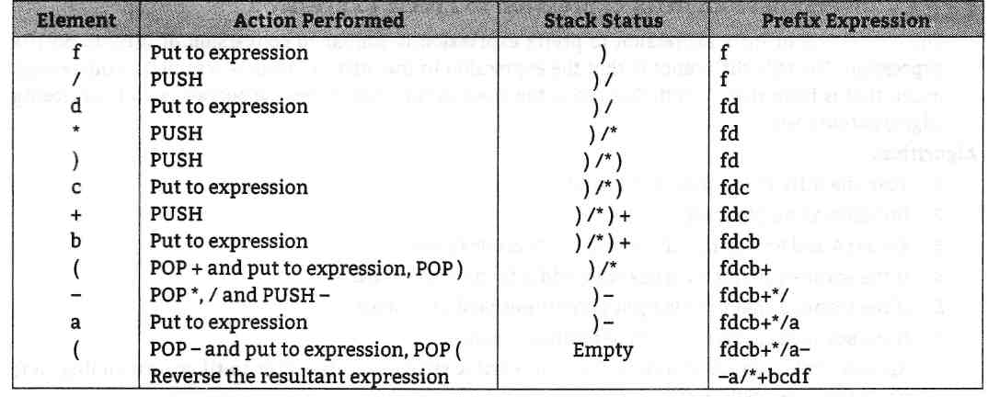 Element Action Performed Stack Status Prefix Expression
f Put to expression ) f
/ PUSH )/ f
d Put to expression )/ fd
* PUSH )/* fd
) PUSH )/*) fd
c Put to expression )/*) fdc
+ PUSH )/*)+ fdc
b Put to expression )/*)+ fdcb
( POP + and put to expression, POP ) )/* fdcb+
– POP *, / and PUSH – )– fdcb+*/
a Put to expression )– fdcb+*/a
( POP – and put to expression, POP ( Empty fdcb+*/a–
Reverse the resultant expression –a/*+bcdf